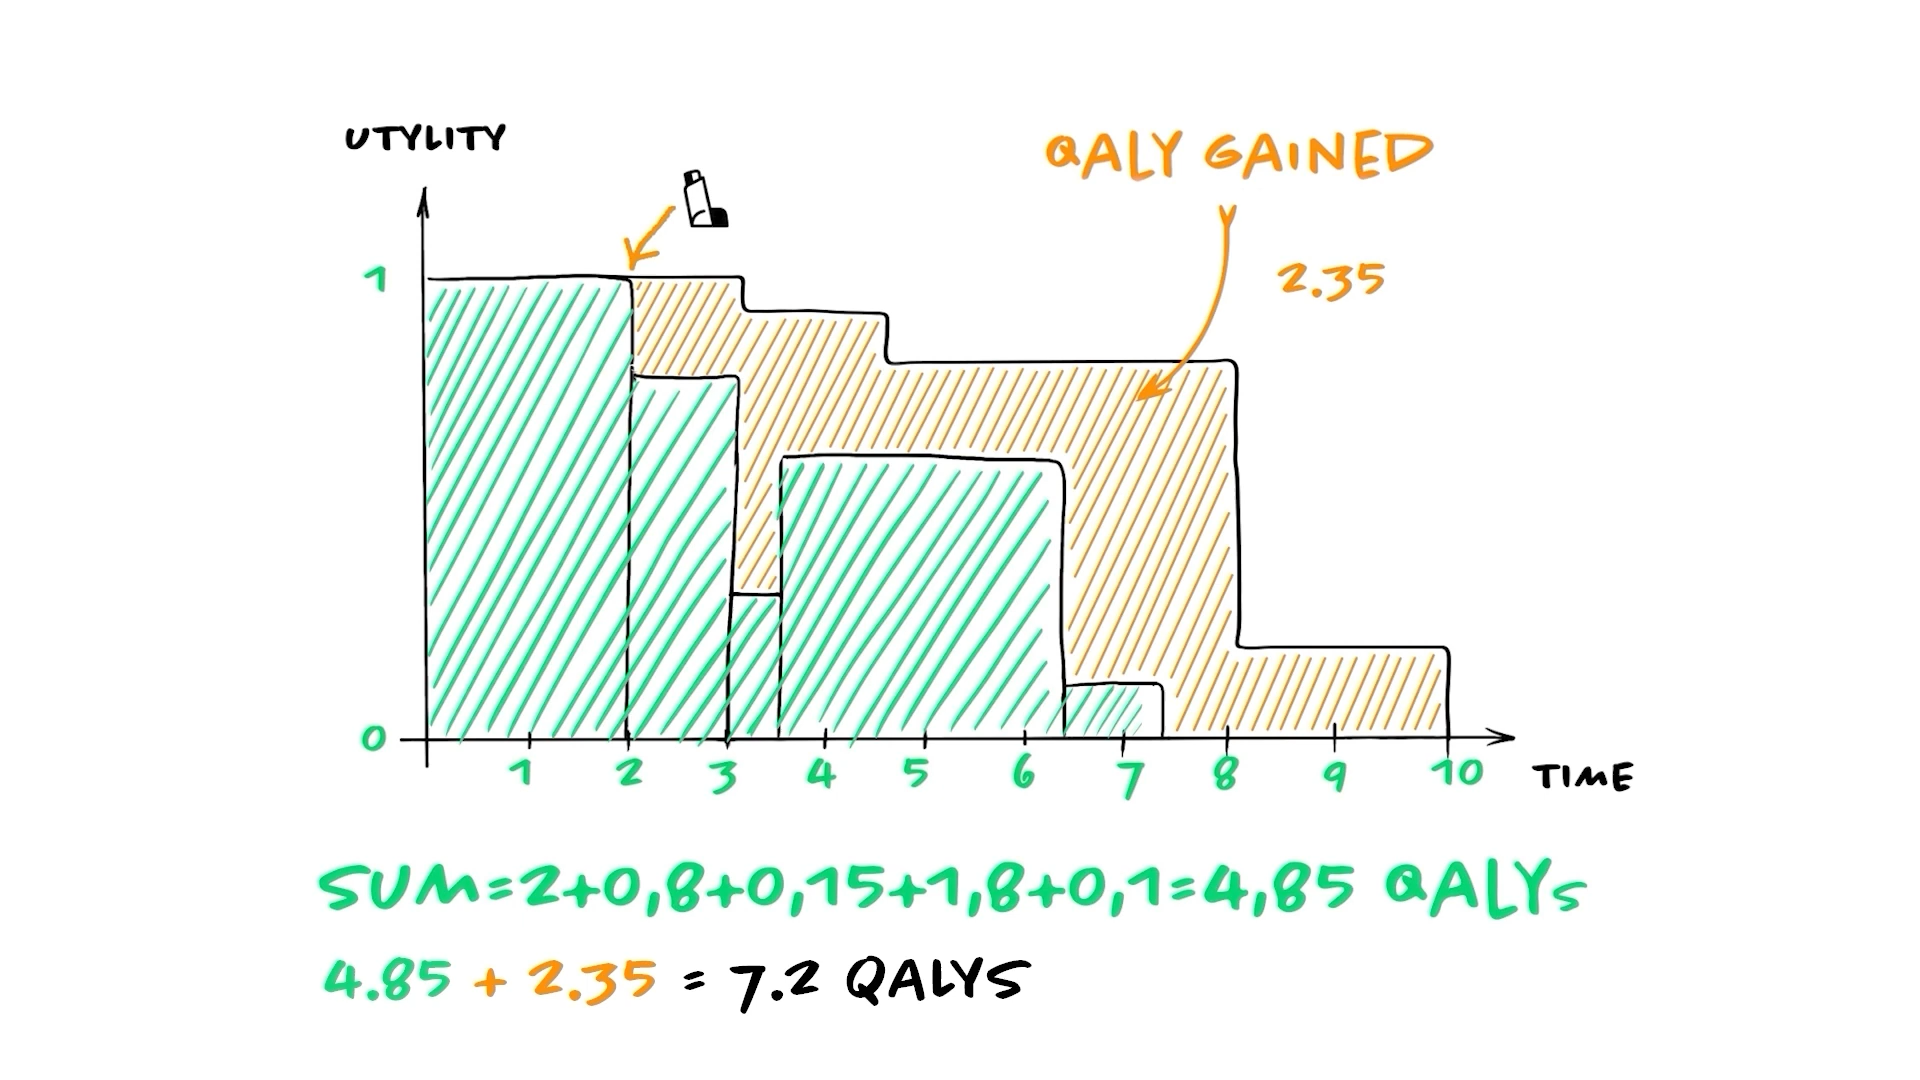 UTYLITY
QALY GAINED
2.35
1
0
1 2 3 4 5 6 7 8 9 10
TIME
SUM=2+0,8+0,15+1,8+0,1=4,85 QALYs
4.85 + 2.35 = 7.2 QALYS